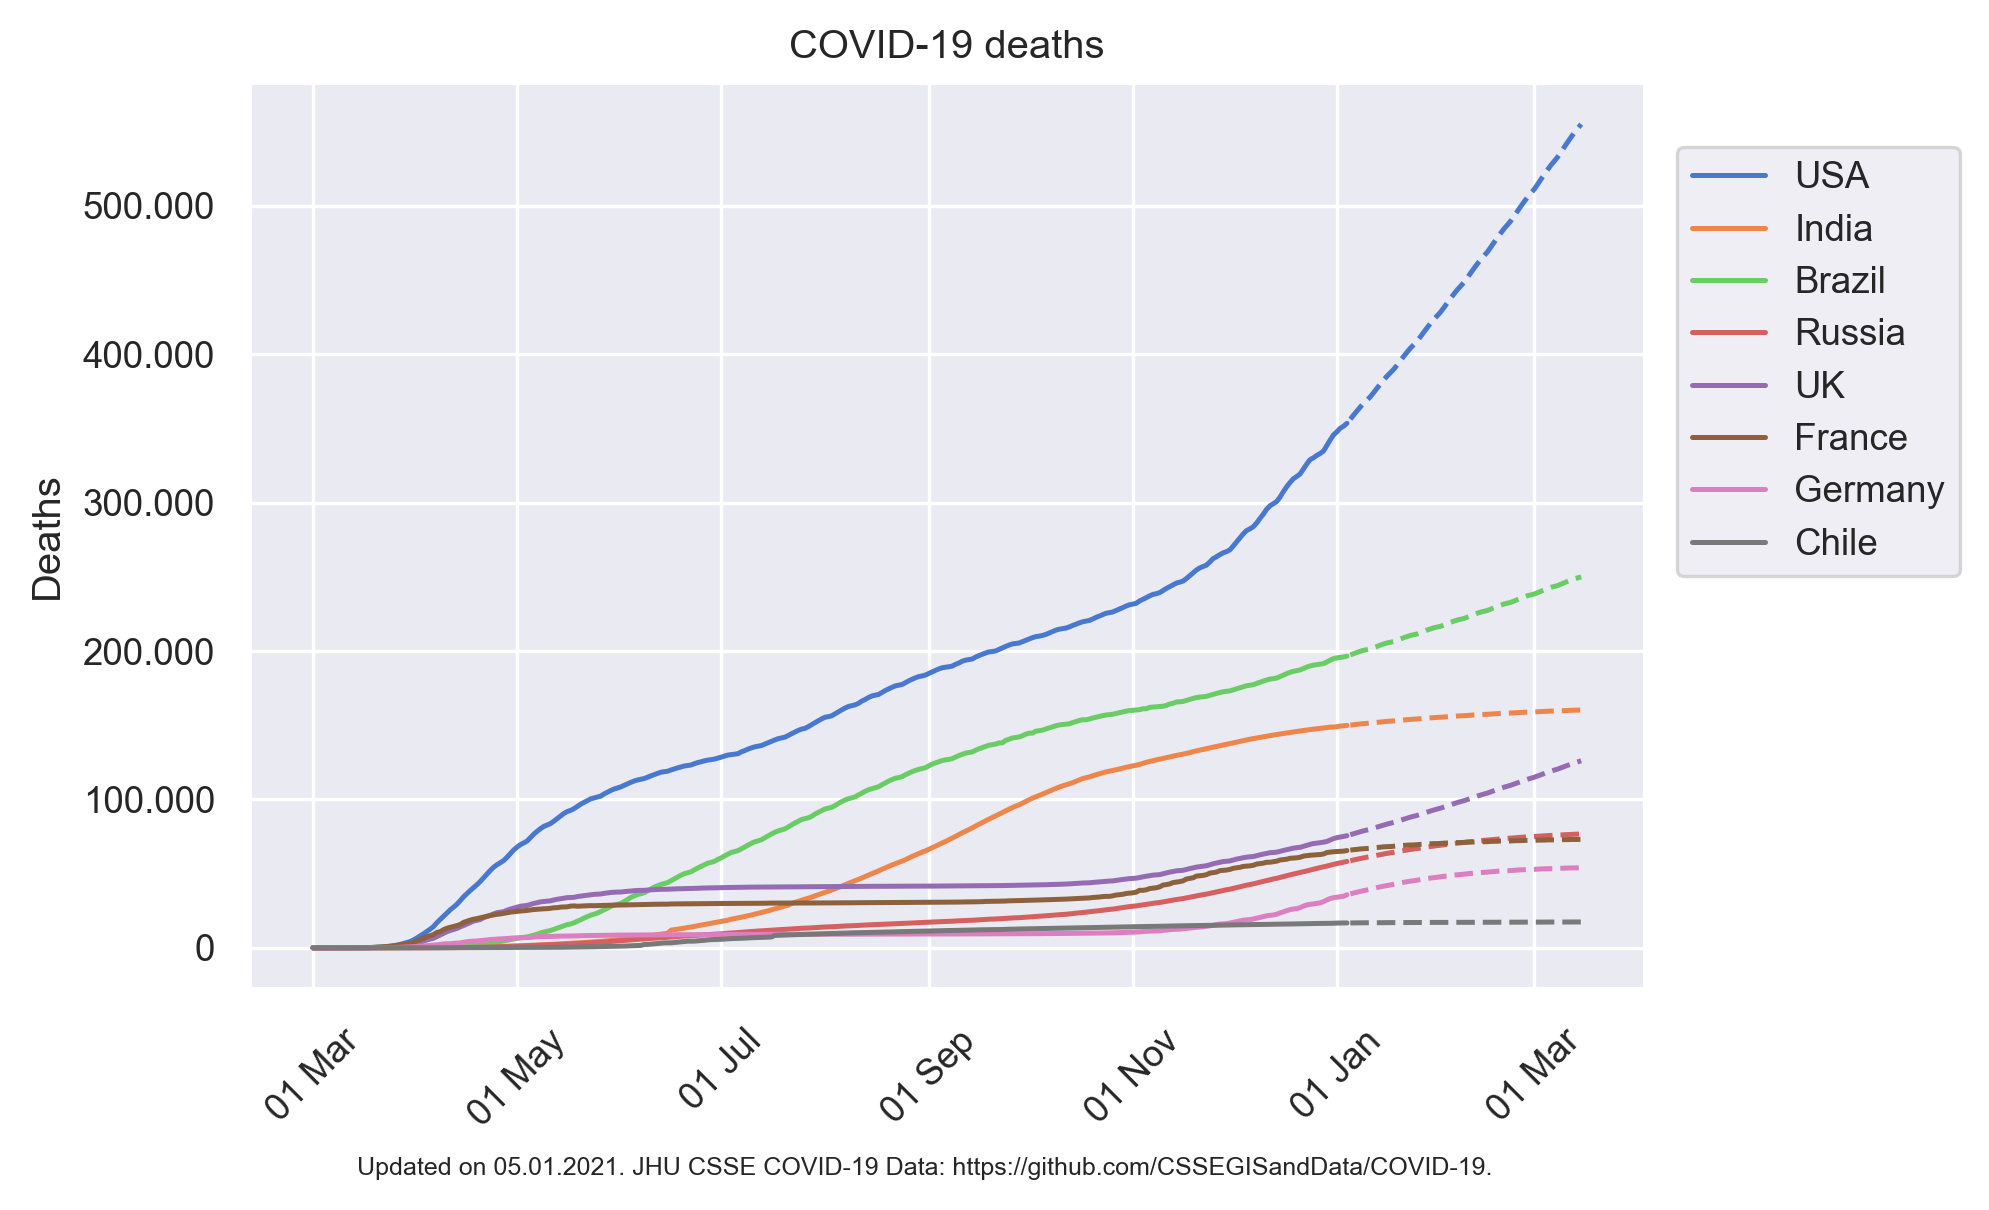 COVID-19 deaths
500.000
400.000
300.000
200.000
100.000
0
Deaths
01 Mar
01 May
01 Jul
01 Sep
01 Nov
01 Jan
01 Mar
USA
India
Brazil
Russia
UK
France
Germany
Chile
Updated on 05.01.2021. JHU CSSE COVID-19 Data: https://github.com/CSSEGISandData/COVID-19.